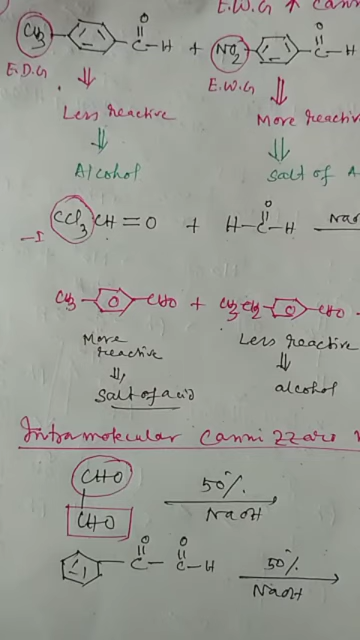 E.W.G ↑ Canni
CH3 O C-H + NO2 O C-H
E.D.G E.W.G
Less reactive More reactive
Alcohol Salt of A
-I CCl3 CH=O + H-C-H O Nao
CH3 CHO + CH3CH2 CHO
More reactive Less reactive
Salt of acid alcohol
Intramolecular Cannizzaro
CHO 50%
CHO NaOH
O O
C C-H 50%
NaOH